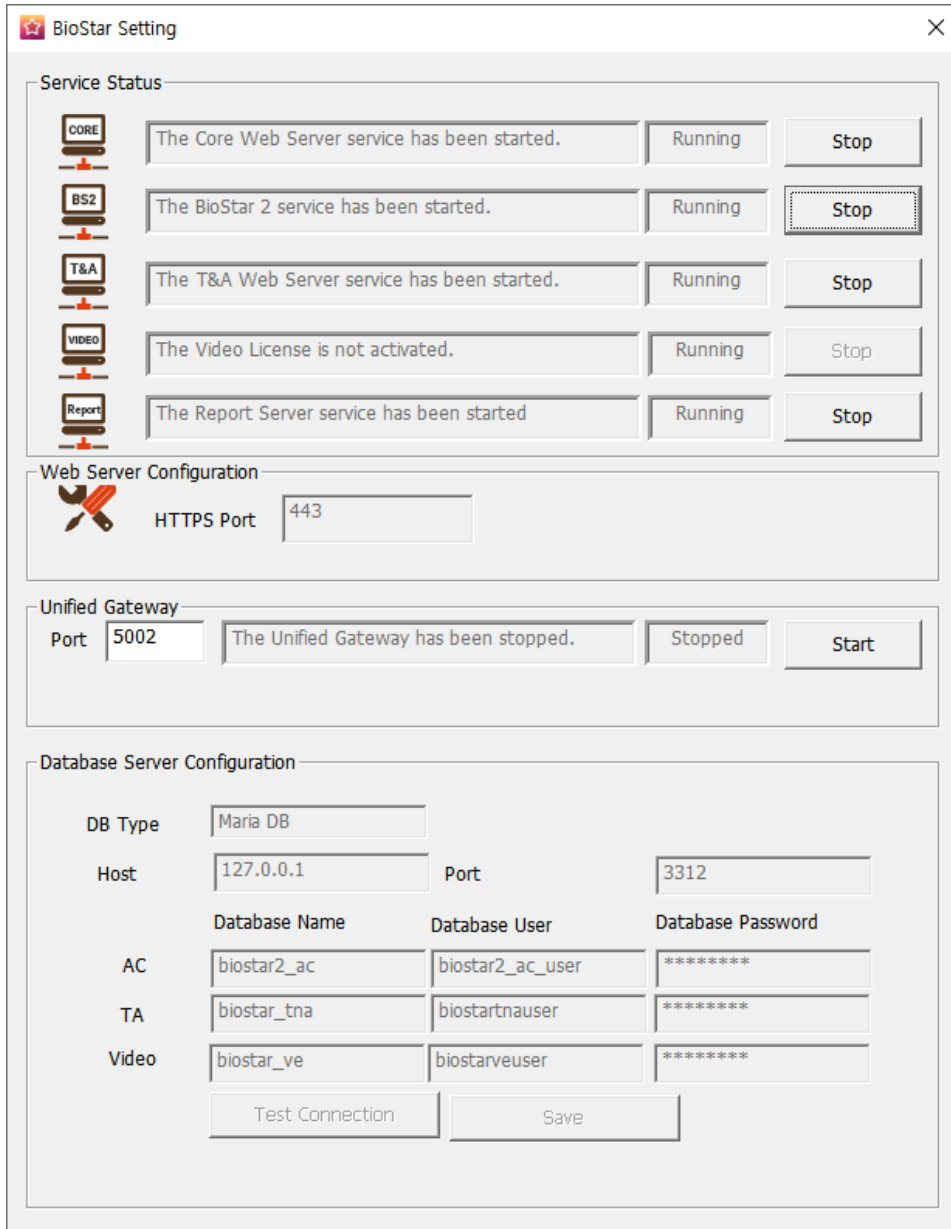 BioStar Setting
Service Status
CORE The Core Web Server service has been started. Running Stop
BS2 The BioStar 2 service has been started. Running Stop
T&A The T&A Web Server service has been started. Running Stop
VIDEO The Video License is not activated. Running Stop
Report The Report Server service has been started Running Stop
Web Server Configuration
HTTPS Port 443
Unified Gateway
Port 5002 The Unified Gateway has been stopped. Stopped Start
Database Server Configuration
DB Type Maria DB
Host 127.0.0.1 Port 3312
Database Name Database User Database Password
AC biostar2_ac biostar2_ac_user ********
TA biostar_tna biostartnauser ********
Video biostar_ve biostarveuser ********
Test Connection Save